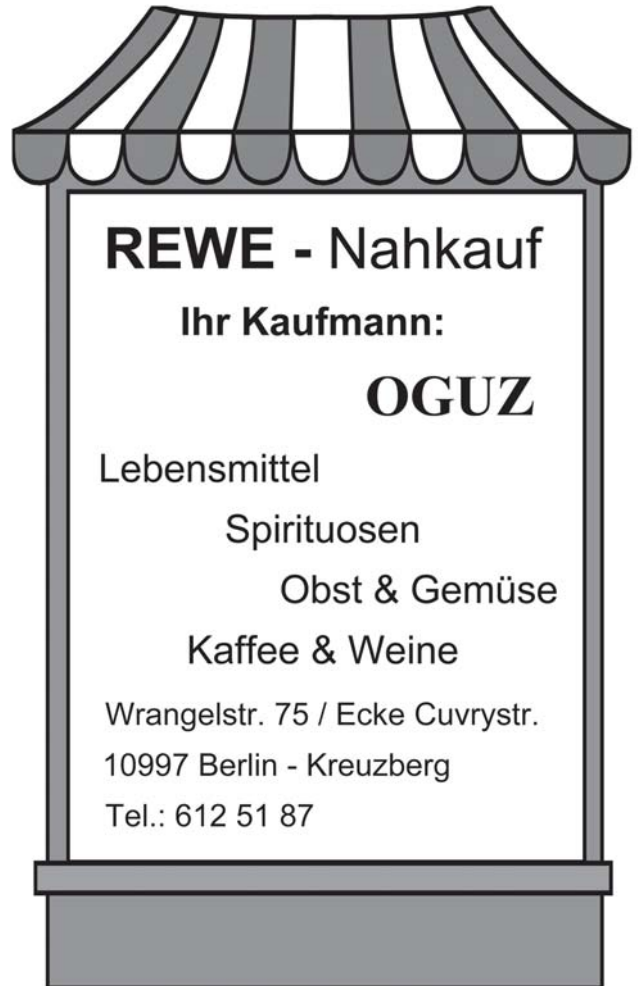 REWE - Nahkauf
Ihr Kaufmann:
OGUZ
Lebensmittel
Spirituosen
Obst & Gemüse
Kaffee & Weine
Wrangelstr. 75 / Ecke Cuvrystr.
10997 Berlin - Kreuzberg
Tel.: 612 51 87